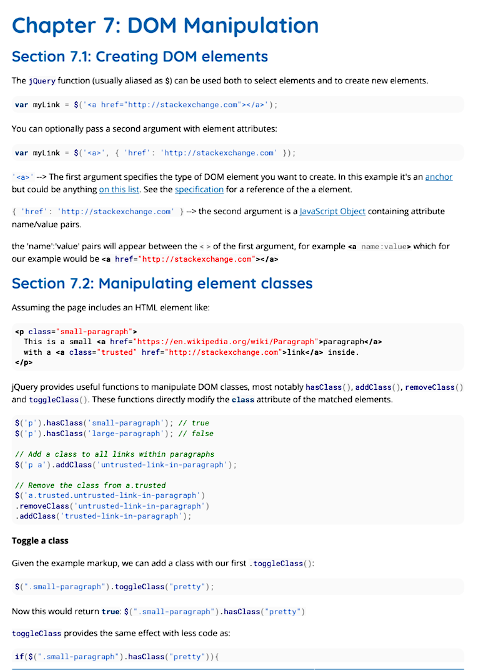 Chapter 7: DOM Manipulation
Section 7.1: Creating DOM elements
The jQuery function (usually aliased as $) can be used both to select elements and to create new elements.
var myLink = $('<a href="http://stackexchange.com"></a>');
You can optionally pass a second argument with element attributes:
var myLink = $('<a>', { 'href': 'http://stackexchange.com' });
'<a>' --> The first argument specifies the type of DOM element you want to create. In this example it's an anchor
but could be anything on this list. See the specification for a reference of the a element.
{ 'href': 'http://stackexchange.com' } --> the second argument is a JavaScript Object containing attribute
name/value pairs.
the 'name':'value' pairs will appear between the < > of the first argument, for example <a name:value> which for
our example would be <a href="http://stackexchange.com"></a>
Section 7.2: Manipulating element classes
Assuming the page includes an HTML element like:
<p class="small-paragraph">
This is a small <a href="https://en.wikipedia.org/wiki/Paragraph">paragraph</a>
with a <a class="trusted" href="http://stackexchange.com">link</a> inside.
</p>
jQuery provides useful functions to manipulate DOM classes, most notably hasClass(), addClass(), removeClass()
and toggleClass(). These functions directly modify the class attribute of the matched elements.
$('p').hasClass('small-paragraph'); // true
$('p').hasClass('large-paragraph'); // false
// Add a class to all links within paragraphs
$('p a').addClass('untrusted-link-in-paragraph');
// Remove the class from a.trusted
$('a.trusted.untrusted-link-in-paragraph')
.removeClass('untrusted-link-in-paragraph')
.addClass('trusted-link-in-paragraph');
Toggle a class
Given the example markup, we can add a class with our first .toggleClass():
$(".small-paragraph").toggleClass("pretty");
Now this would return true: $(".small-paragraph").hasClass("pretty")
toggleClass provides the same effect with less code as:
if($(".small-paragraph").hasClass("pretty")){